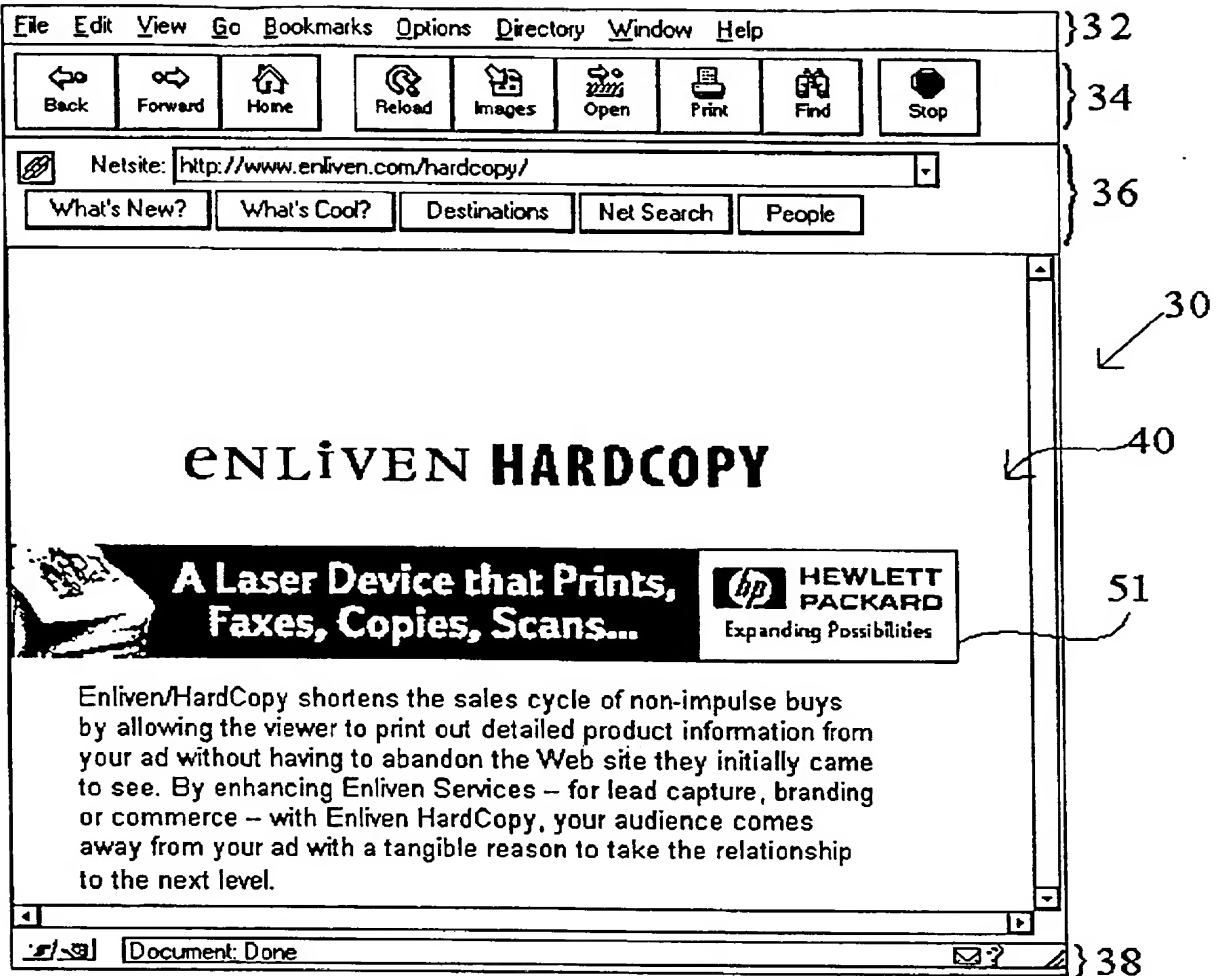 File Edit View Go Bookmarks Options Directory Window Help }32
Back Forward Home Reload Images Open Print Find Stop }34
Netsite: http://www.enliven.com/hardcopy/
What's New? What's Cool? Destinations Net Search People }36
30
40
eNLiVEN HARDCOPY
A Laser Device that Prints,
Faxes, Copies, Scans...
hp HEWLETT
PACKARD
Expanding Possibilities
51
Enliven/HardCopy shortens the sales cycle of non-impulse buys
by allowing the viewer to print out detailed product information from
your ad without having to abandon the Web site they initially came
to see. By enhancing Enliven Services – for lead capture, branding
or commerce – with Enliven HardCopy, your audience comes
away from your ad with a tangible reason to take the relationship
to the next level.
Document: Done ? }38